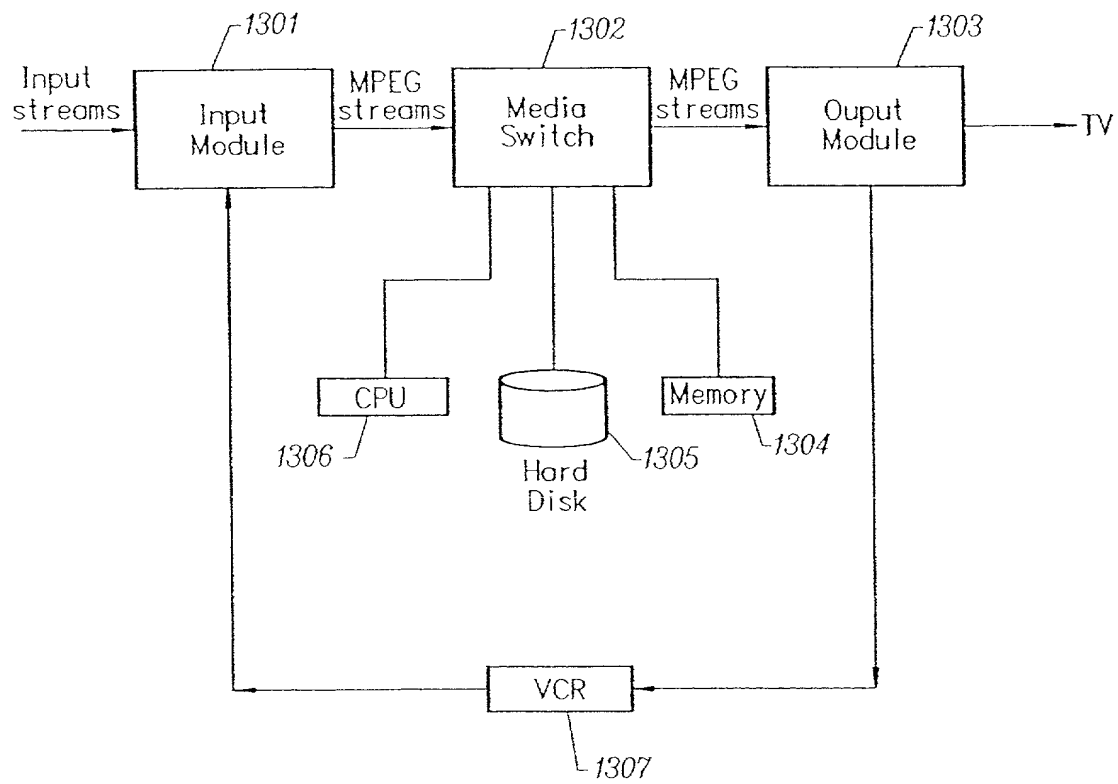 1301
1302
1303
Input
streams
Input
Module
MPEG
streams
Media
Switch
MPEG
streams
Ouput
Module
TV
CPU
1306
Hard
Disk
1305
Memory
1304
VCR
1307